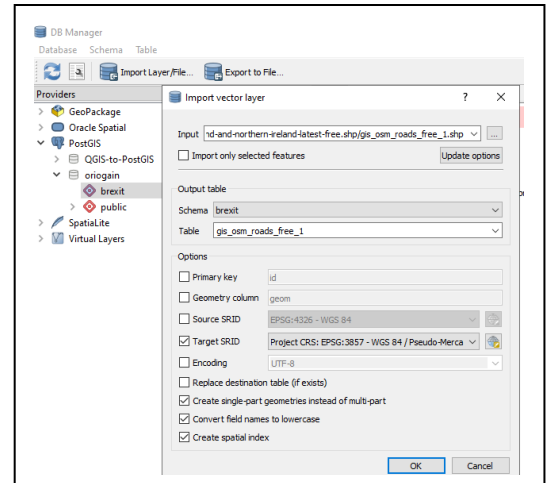 DB Manager
Database Schema Table
Import Layer/File... Export to File...
Providers
GeoPackage
Oracle Spatial
PostGIS
QGIS-to-PostGIS
oriogain
brexit
public
SpatiaLite
Virtual Layers
Import vector layer ? X
Input nd-and-northern-ireland-latest-free.shp/gis_osm_roads_free_1.shp ...
Import only selected features Update options
Output table
Schema brexit
Table gis_osm_roads_free_1
Options
Primary key id
Geometry column geom
Source SRID EPSG:4326 - WGS 84
Target SRID Project CRS: EPSG:3857 - WGS 84 / Pseudo-Merca
Encoding UTF-8
Replace destination table (if exists)
Create single-part geometries instead of multi-part
Convert field names to lowercase
Create spatial index
OK Cancel